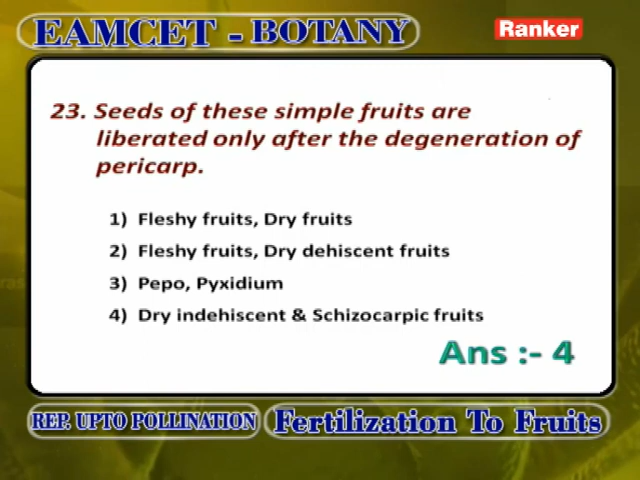 EAMCET - BOTANY
Ranker
23. Seeds of these simple fruits are
liberated only after the degeneration of
pericarp.
1) Fleshy fruits, Dry fruits
2) Fleshy fruits, Dry dehiscent fruits
3) Pepo, Pyxidium
4) Dry indehiscent & Schizocarpic fruits
Ans :- 4
REP. UPTO POLLINATION
Fertilization To Fruits